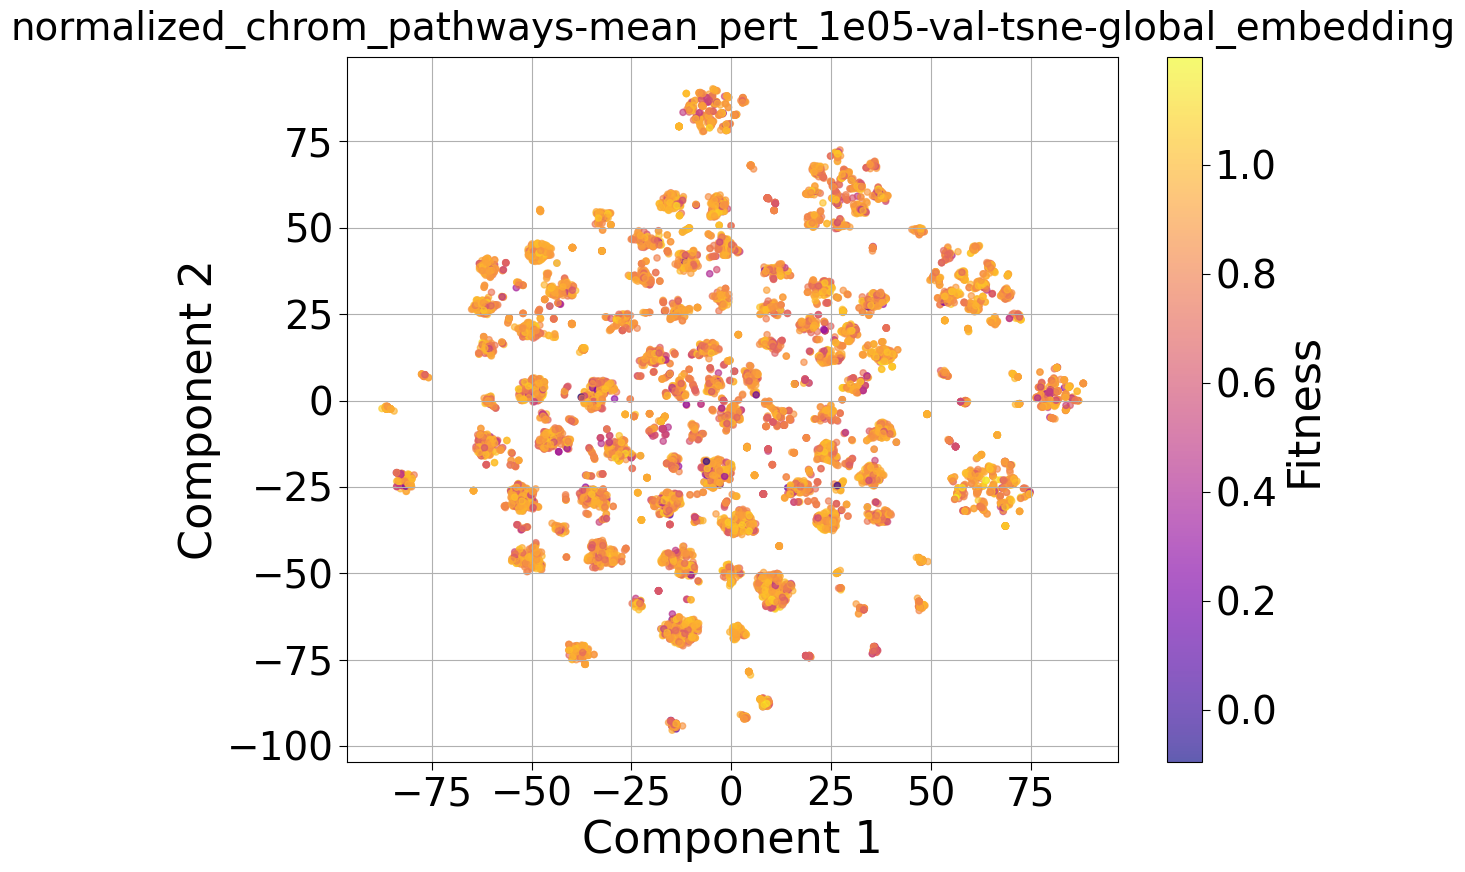 normalized_chrom_pathways-mean_pert_1e05-val-tsne-global_embedding
75
50
25
0
−25
−50
−75
−100
Component 2
−75 −50 −25 0 25 50 75
Component 1
1.0
0.8
0.6
0.4
0.2
0.0
Fitness